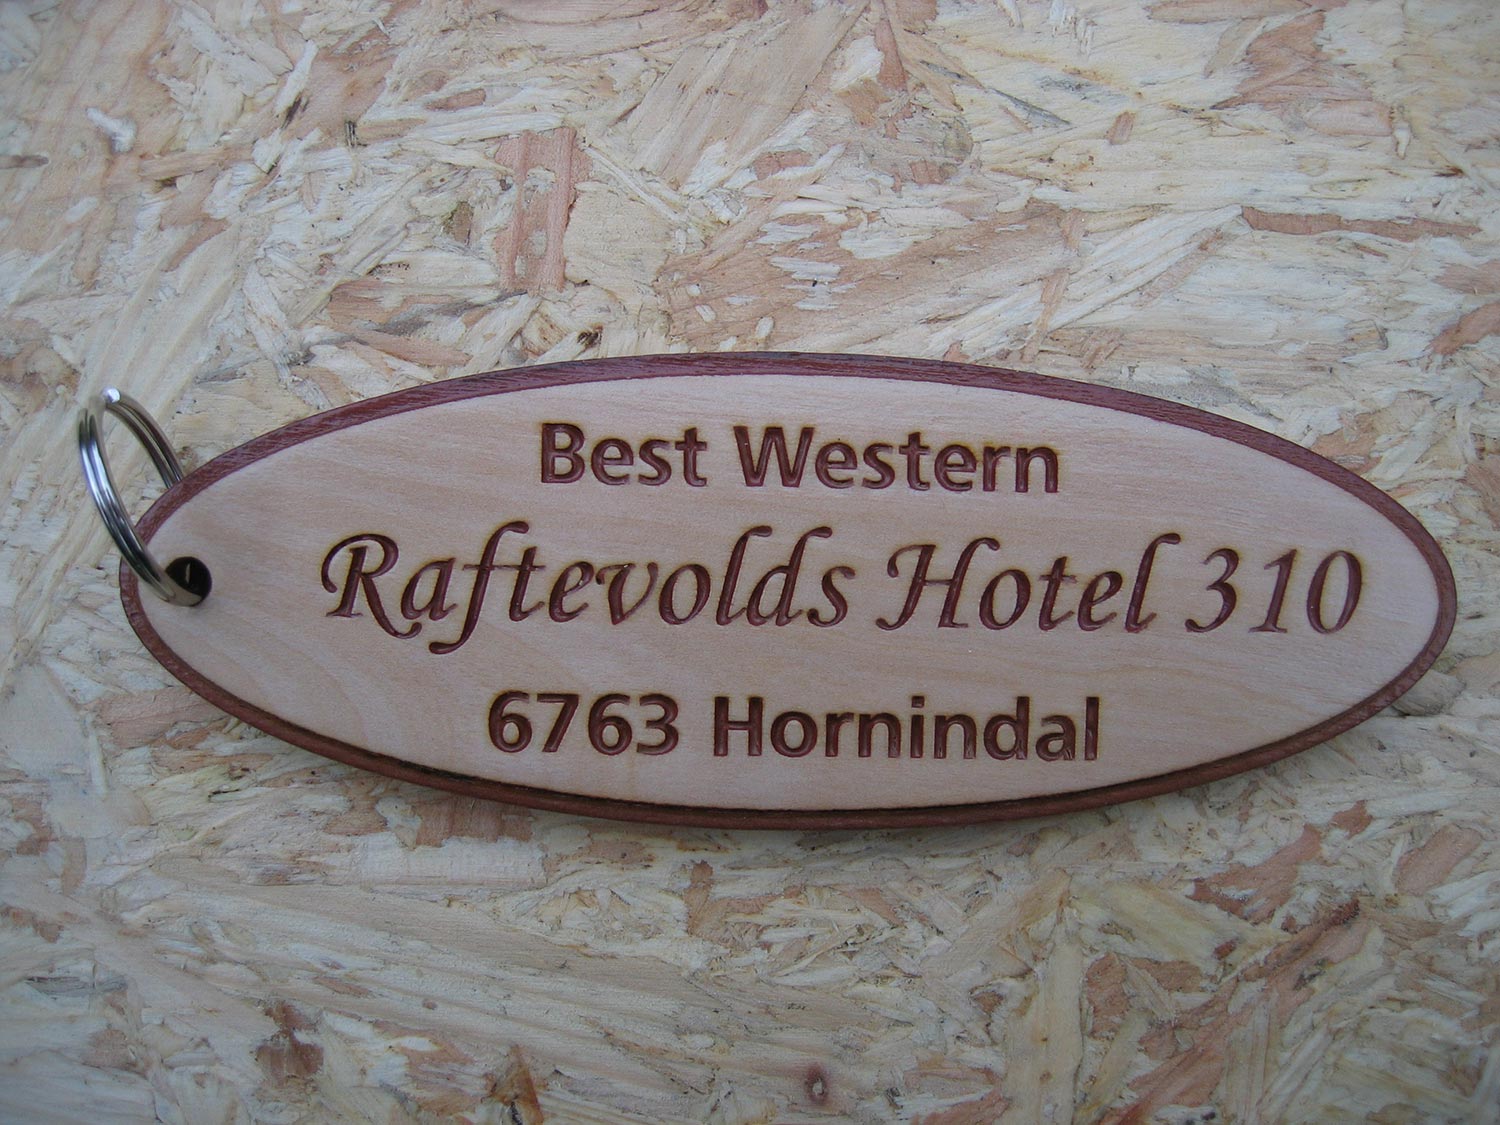 Best Western
Raftevolds Hotel 310
6763 Hornindal